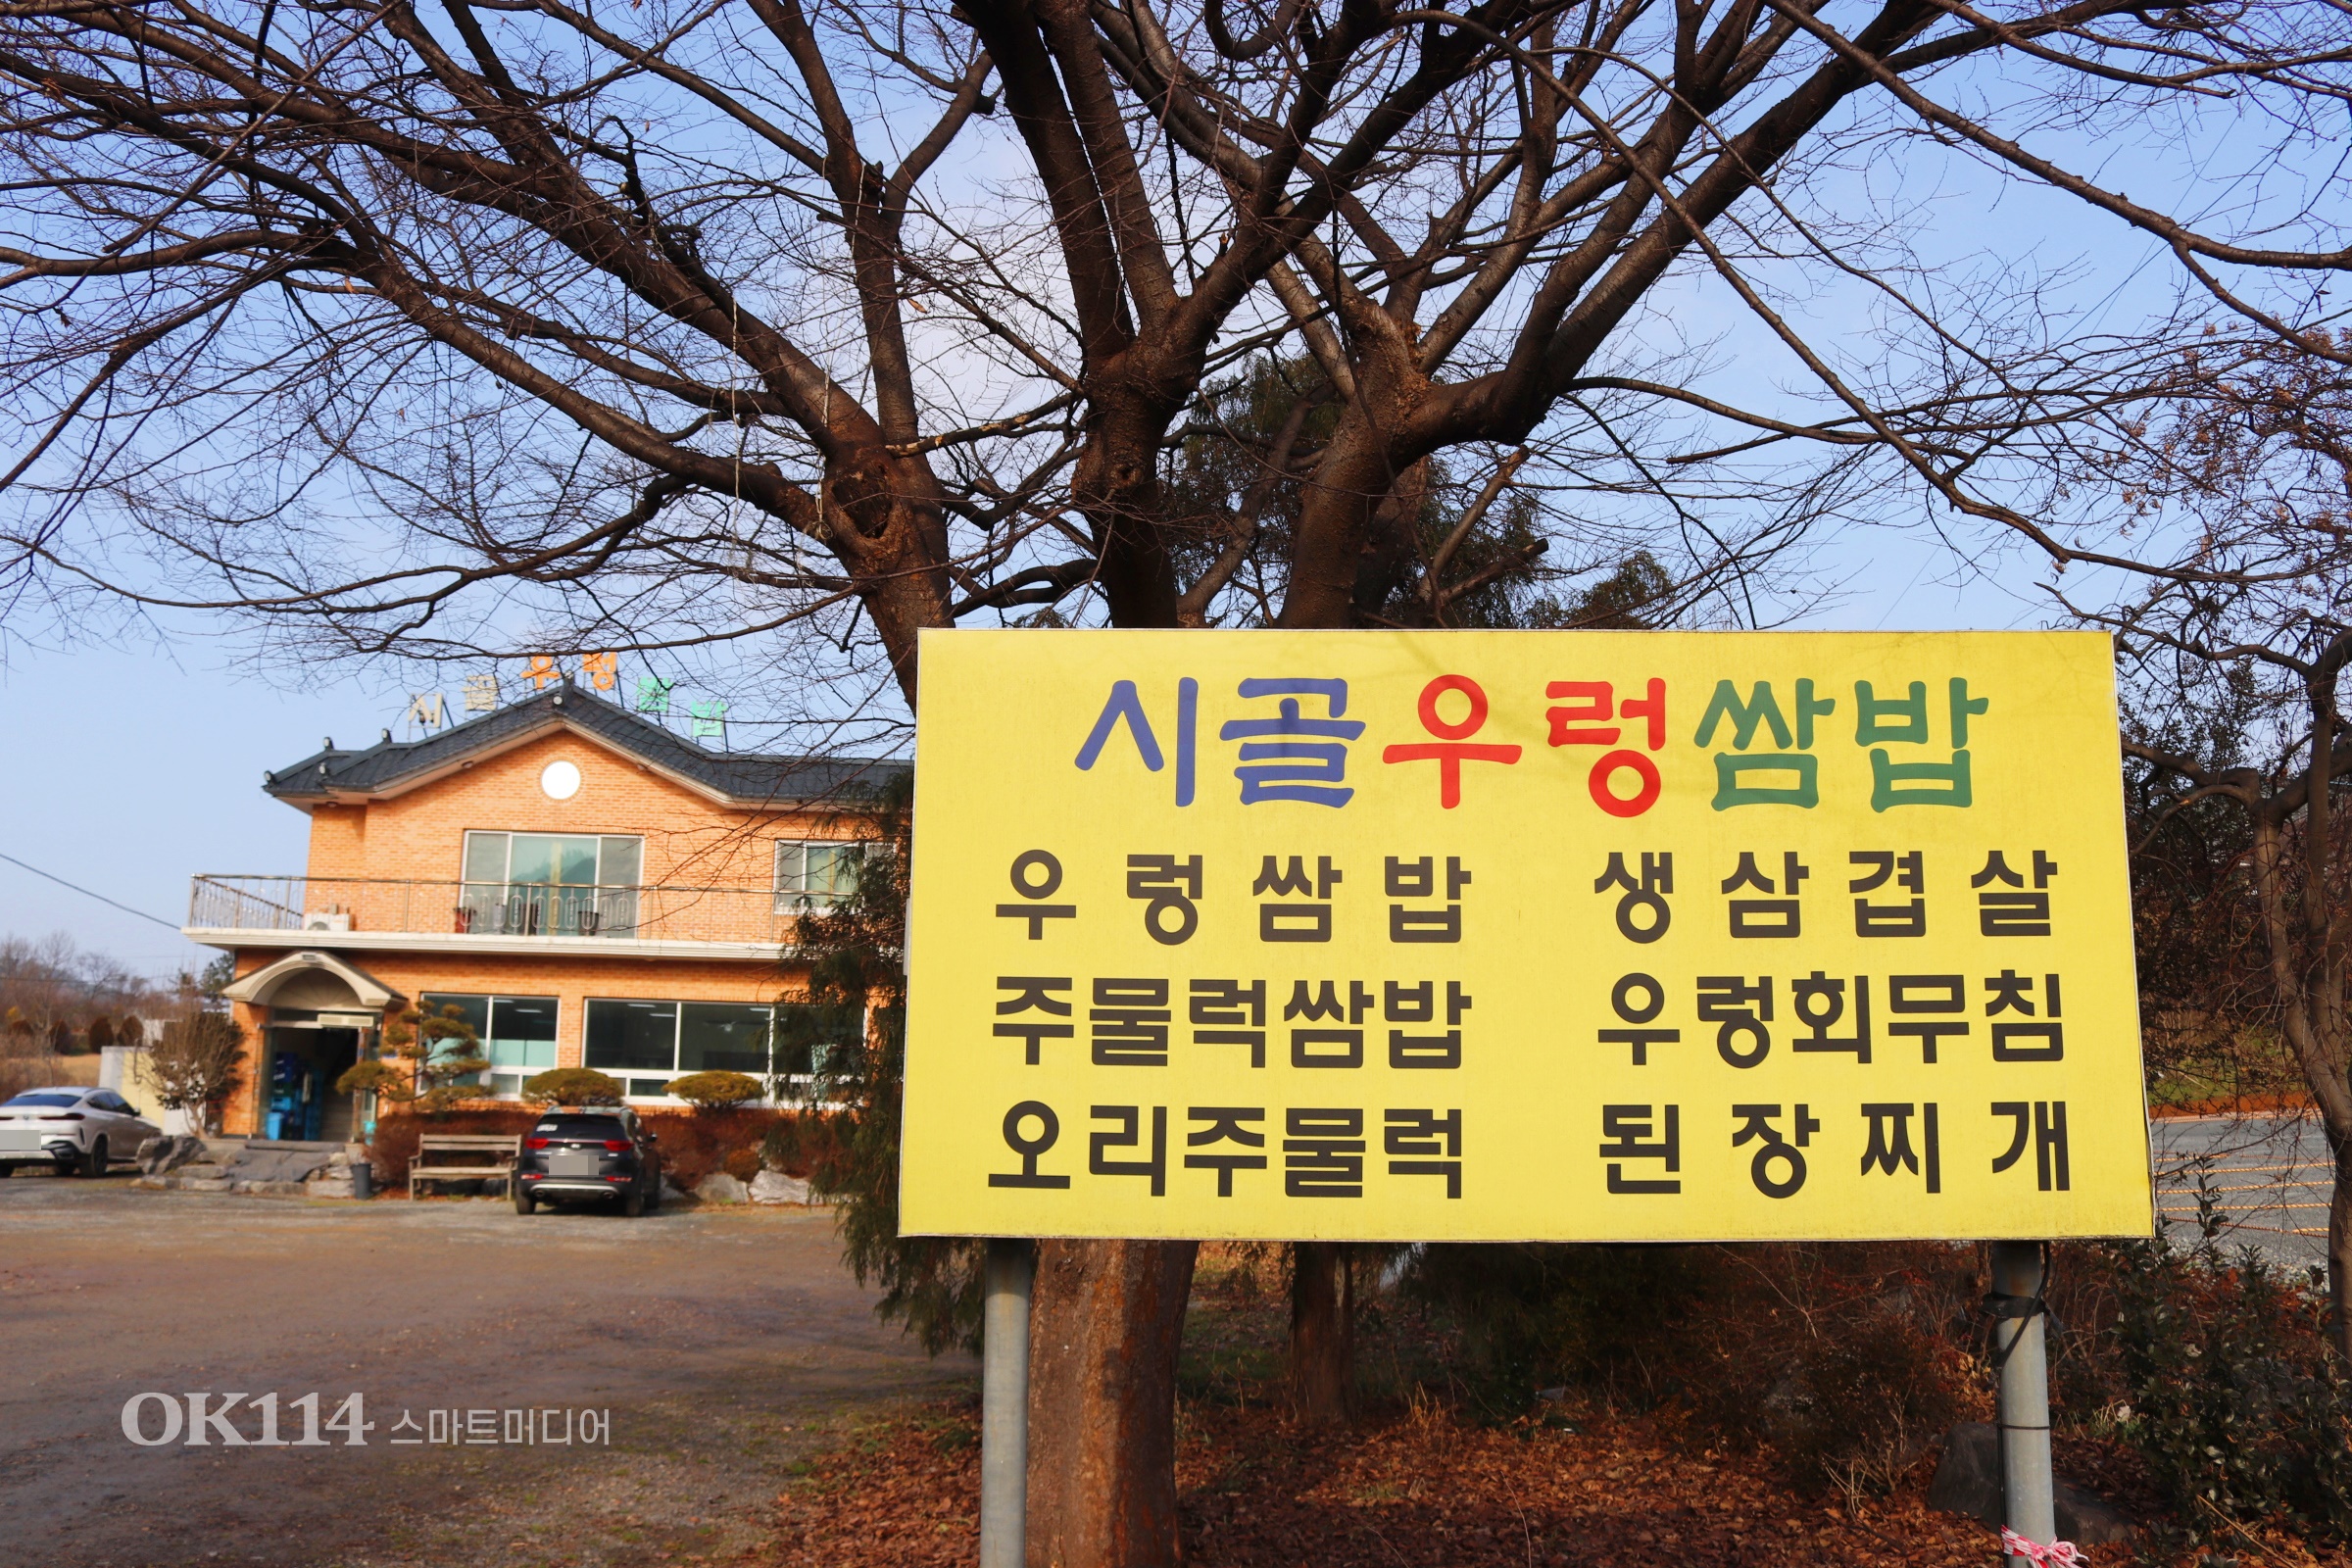 시골우렁쌈밥
시골우렁쌈밥
우렁쌈밥 생삼겹살
주물럭쌈밥 우렁회무침
오리주물럭 된장찌개
OK114 스마트미디어